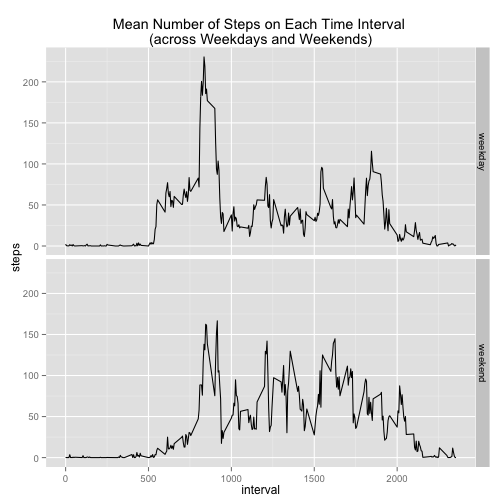 Mean Number of Steps on Each Time Interval
(across Weekdays and Weekends)
steps
200
150
100
50
0
weekday
200
150
100
50
0
weekend
0 500 1000 1500 2000
interval